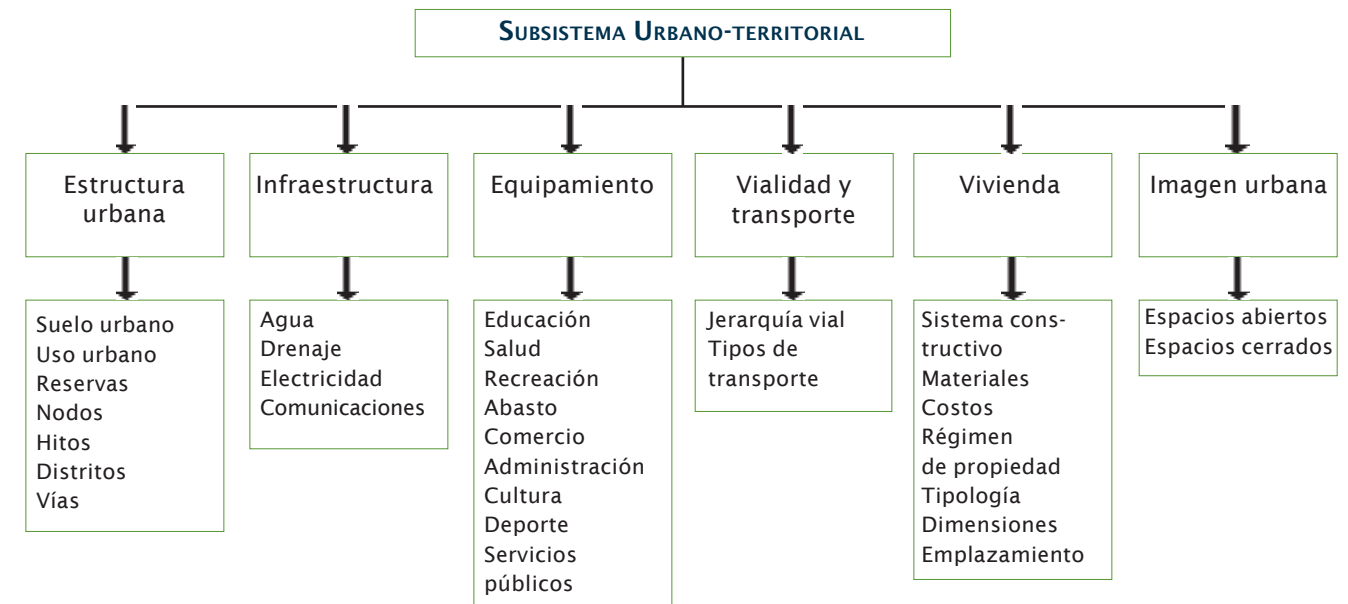 Subsistema Urbano-territorial
Estructura
urbana
Infraestructura
Equipamiento
Vialidad y
transporte
Vivienda
Imagen urbana
Suelo urbano
Uso urbano
Reservas
Nodos
Hitos
Distritos
Vías
Agua
Drenaje
Electricidad
Comunicaciones
Educación
Salud
Recreación
Abasto
Comercio
Administración
Cultura
Deporte
Servicios
públicos
Jerarquía vial
Tipos de
transporte
Sistema cons-
tructivo
Materiales
Costos
Régimen
de propiedad
Tipología
Dimensiones
Emplazamiento
Espacios abiertos
Espacios cerrados